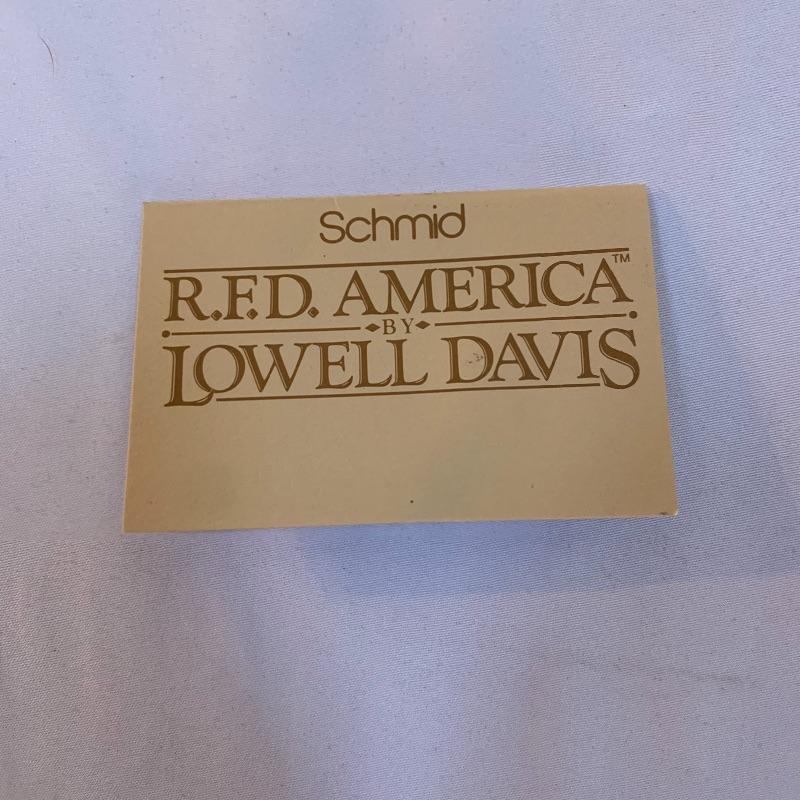 Schmid
R.F.D. AMERICA™
BY
LOWELL DAVIS